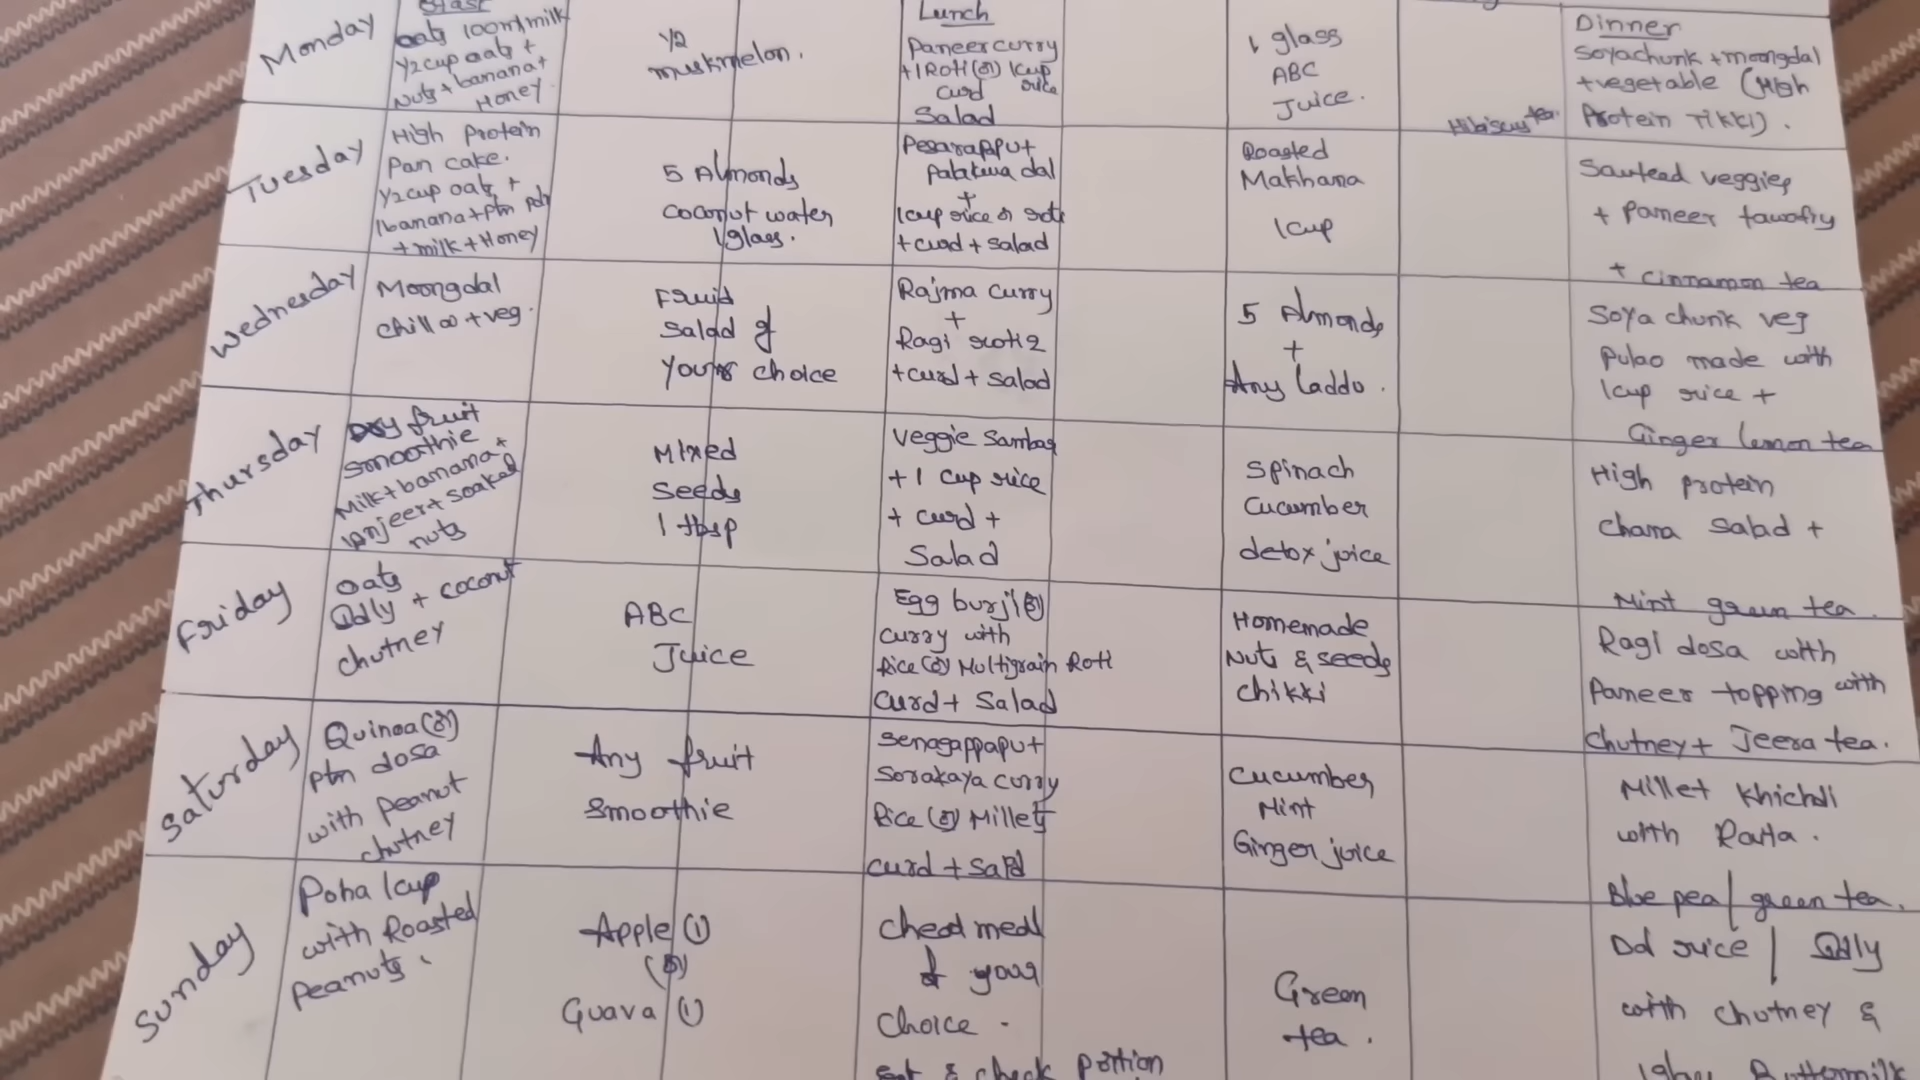 Monday
Oats 100ml milk
1/2 cup oats +
Nuts + banana +
Honey.
1/2
muskmelon.
Lunch
Paneer curry
+ 1 Roti (or) 1 cup rice
curd
Salad
1 glass
ABC
Juice.
Hibiscus tea.
Dinner
Soyachunk + moongdal
+ vegetable (High
Protein Tikki).
Tuesday
High Protein
Pan cake.
1/2 cup oats +
1 banana + ptn pdr
+ milk + Honey
5 Almonds
coconut water
1 glass.
Pesarapput
Palakura dal
+
1 cup rice or roti
+ curd + salad
Roasted
Makhana
1 cup
Sautead veggies
+ Paneer tawafry
+ cinnamon tea
Wednesday
Moongdal
chilla + veg.
Fruid
Salad of
your choice
Rajma curry
+
Ragi roti 2
+ curd + salad
5 Almonds
+
Any Laddo.
Soya chunk veg
Pulao made with
1 cup rice +
Ginger lemon tea
Thursday
Dry fruit
Smoothie
Milk + banana +
anjeer + soaked
nuts
Mixed
Seeds
1 tbsp
Veggie Sambar
+ 1 cup rice
+ curd +
Salad
Spinach
Cucumber
detox juice
High protein
Chana salad +
Mint green tea.
Friday
Oats
Idly + coconut
chutney
ABC
Juice
Egg burji (or)
curry with
Rice (or) Multigrain Roti
Curd + Salad
Homemade
Nuts & seeds
chikki
Ragi dosa with
Paneer topping with
Chutney + Jeera tea.
Saturday
Quinoa (or)
ptn dosa
with peanut
chutney
Any fruit
Smoothie
Senagappaput
Sorakaya curry
Rice (or) Millets
curd + salad
Cucumber
Mint
Ginger juice
Millet Khichdi
with Raita.
Blue pea / green tea.
Sunday
Poha 1 cup
with Roasted
Peanuts.
Apple (1)
(or)
Guava (1)
Cheat meal
of your
choice.
Eat & check portion
Green
tea.
Dal rice / Idly
with chutney &
1 glass Buttermilk